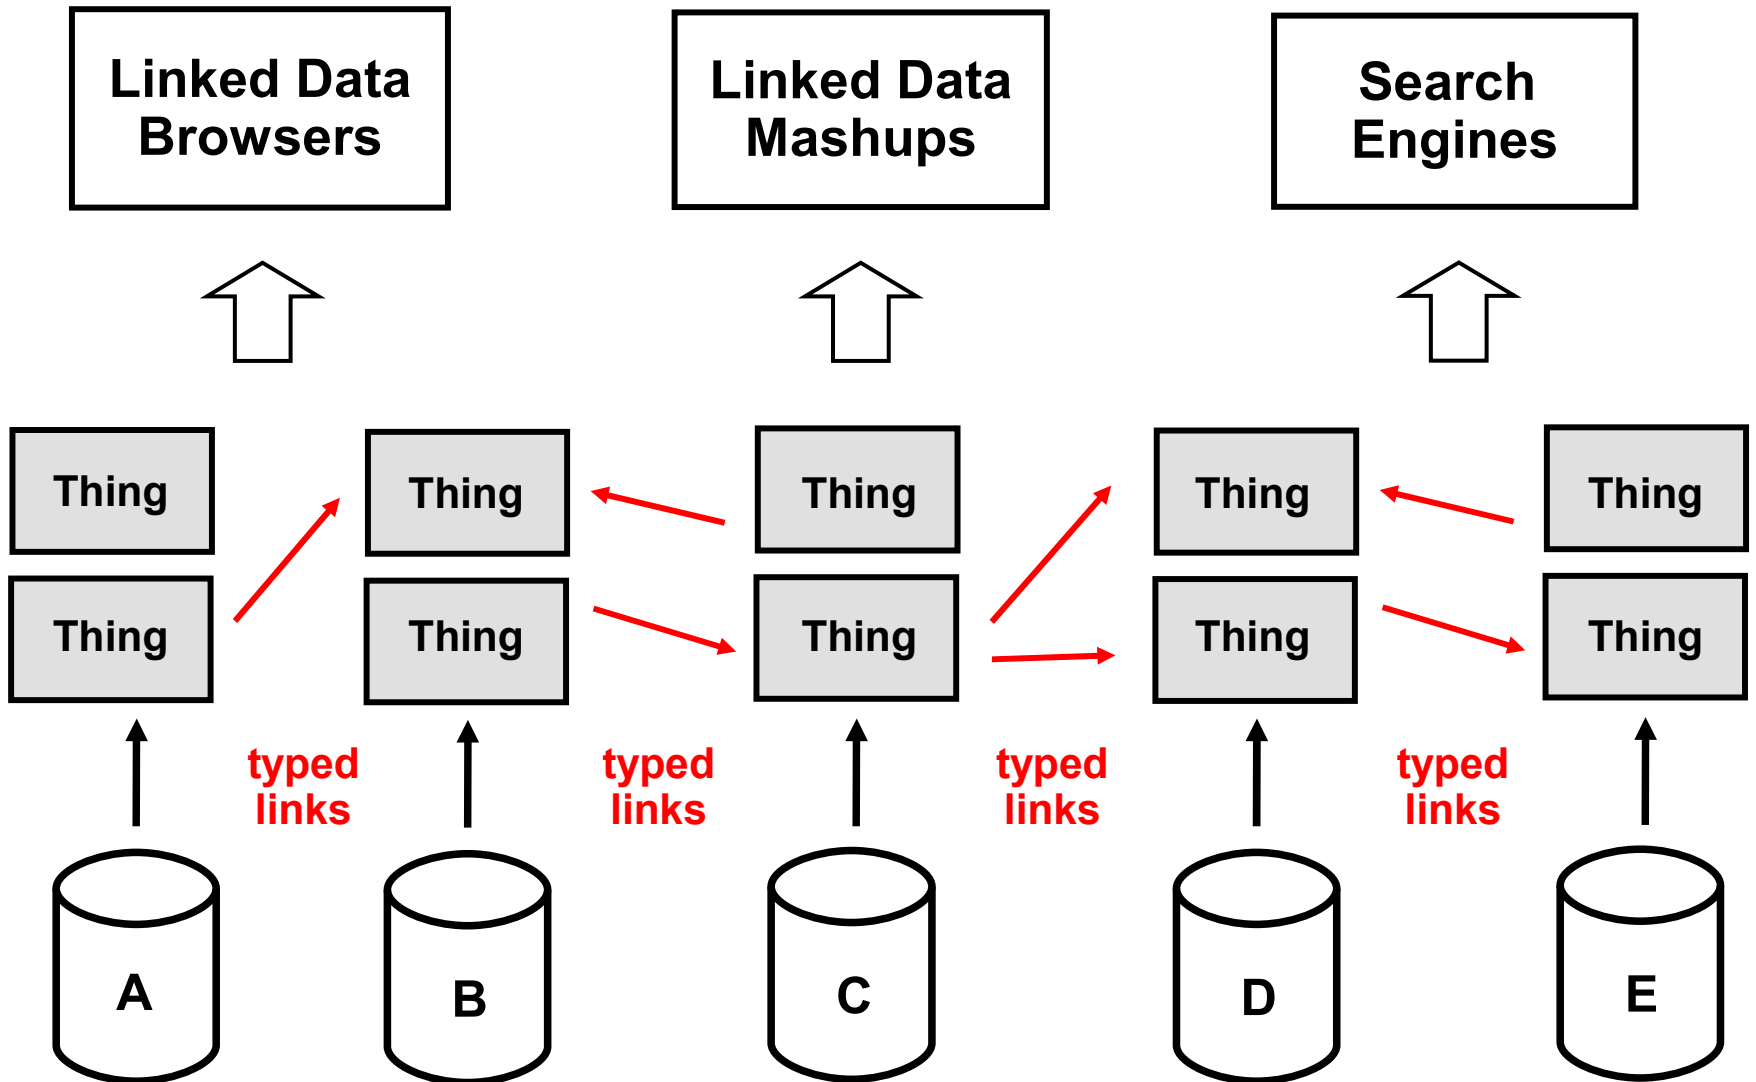 Linked Data
Browsers
Linked Data
Mashups
Search
Engines
Thing
Thing
Thing
Thing
Thing
Thing
Thing
Thing
Thing
Thing
typed
links
typed
links
typed
links
typed
links
A
B
C
D
E